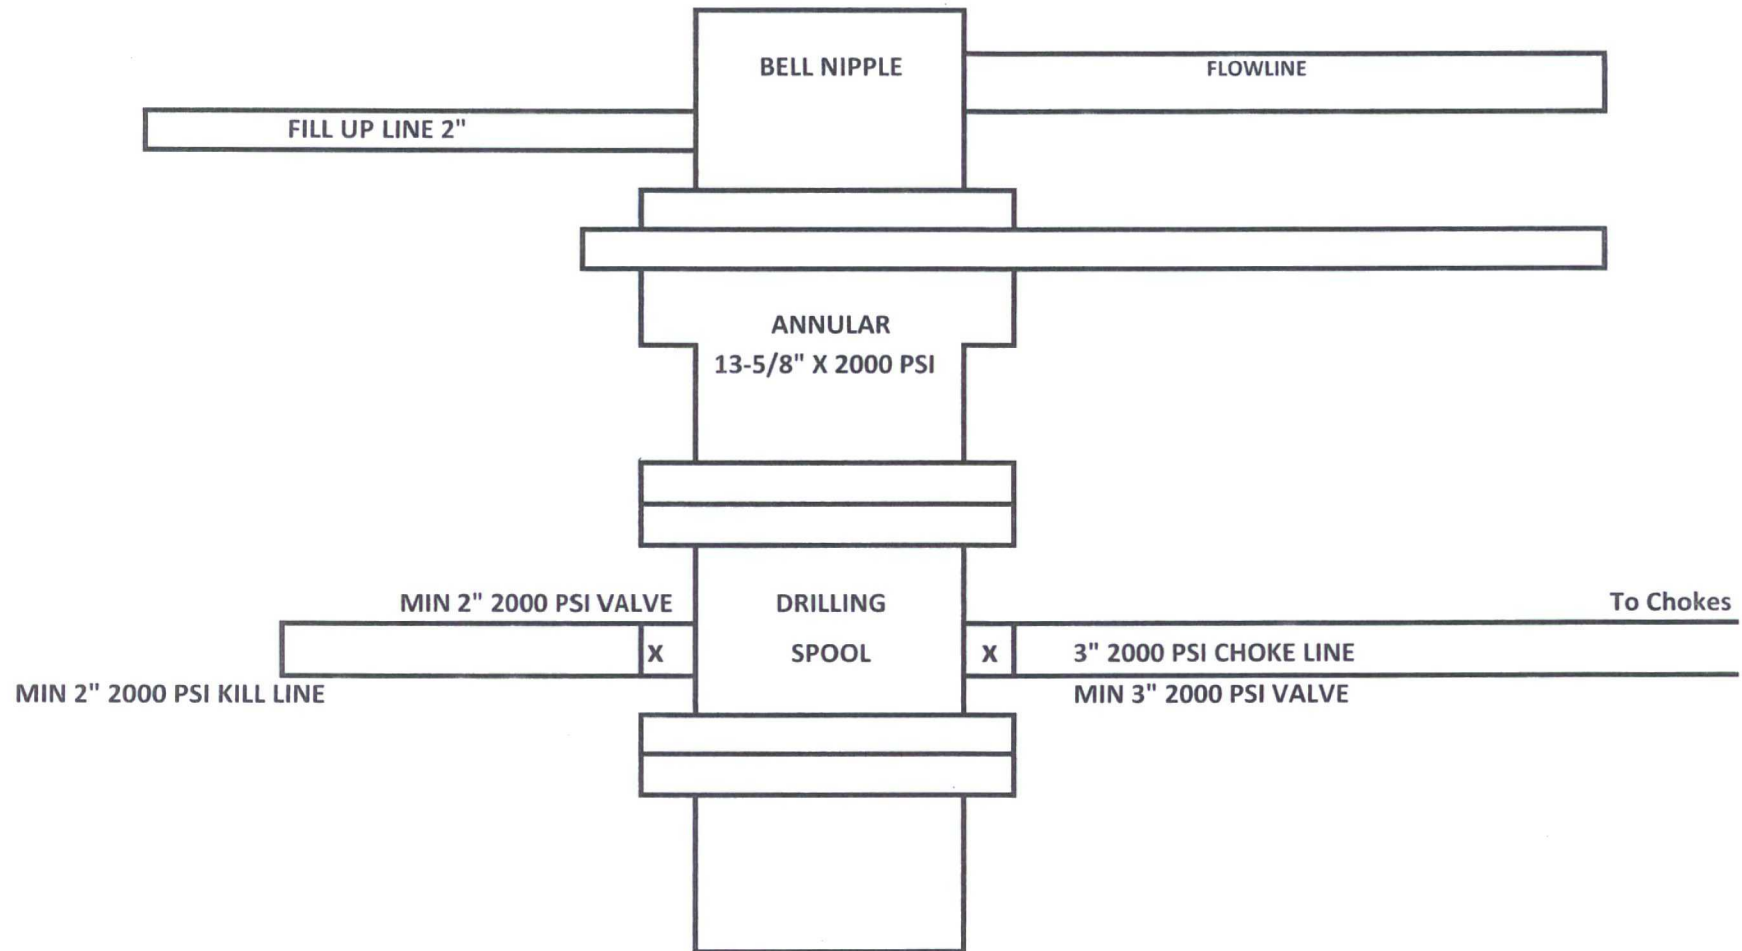 BELL NIPPLE
FLOWLINE
FILL UP LINE 2"
ANNULAR
13-5/8" X 2000 PSI
MIN 2" 2000 PSI VALVE
DRILLING
To Chokes
X
SPOOL
X
3" 2000 PSI CHOKE LINE
MIN 2" 2000 PSI KILL LINE
MIN 3" 2000 PSI VALVE